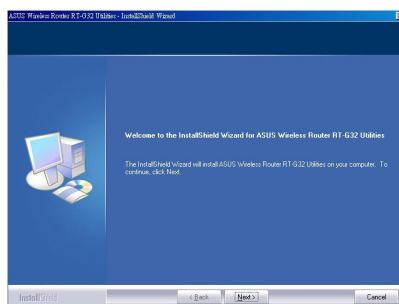 ASUS Wireless Router RT-G32 Utilities - InstallShield Wizard
Welcome to the InstallShield Wizard for ASUS Wireless Router RT-G32 Utilities
The InstallShield Wizard will install ASUS Wireless Router RT-G32 Utilities on your computer. To
continue, click Next.
InstallShield
< Back
Next >
Cancel